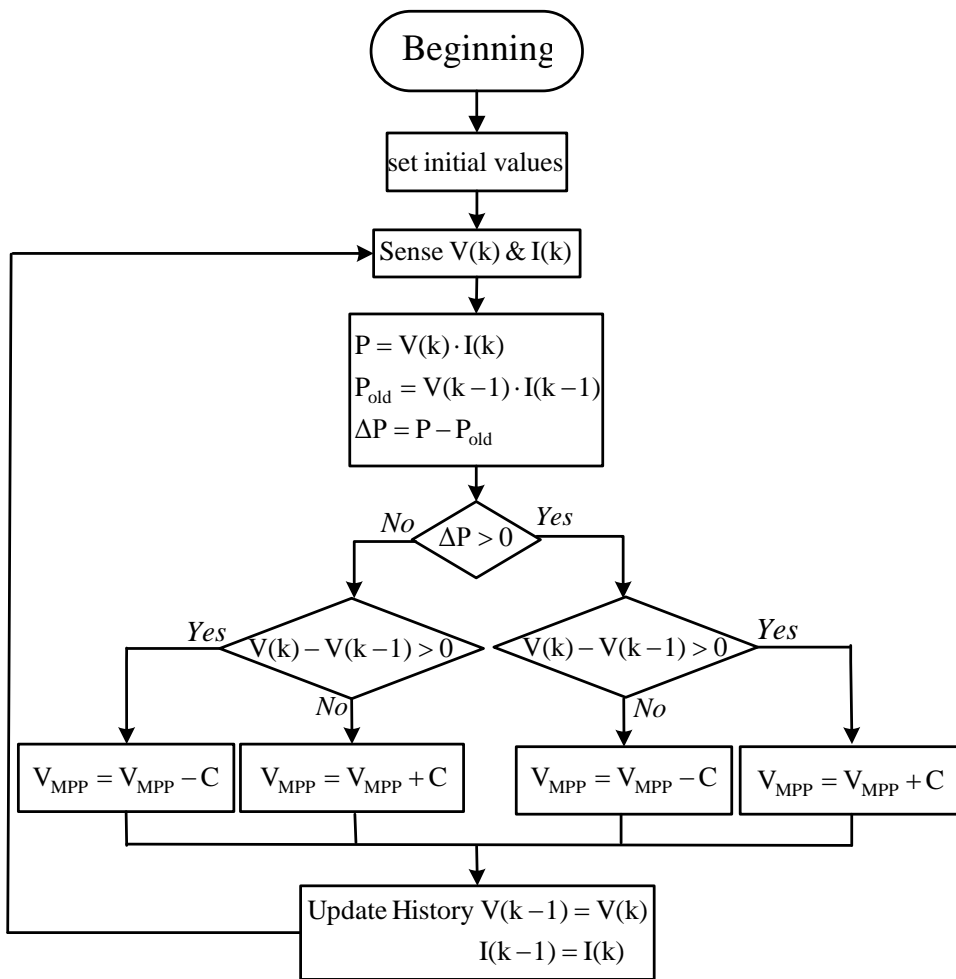 Beginning
set initial values
Sense V(k) & I(k)
P = V(k)·I(k)
P_old = V(k−1)·I(k−1)
ΔP = P − P_old
No
Yes
ΔP > 0
Yes
V(k) − V(k−1) > 0
No
V(k) − V(k−1) > 0
Yes
No
V_MPP = V_MPP − C
V_MPP = V_MPP + C
V_MPP = V_MPP − C
V_MPP = V_MPP + C
Update History V(k−1) = V(k)
I(k−1) = I(k)